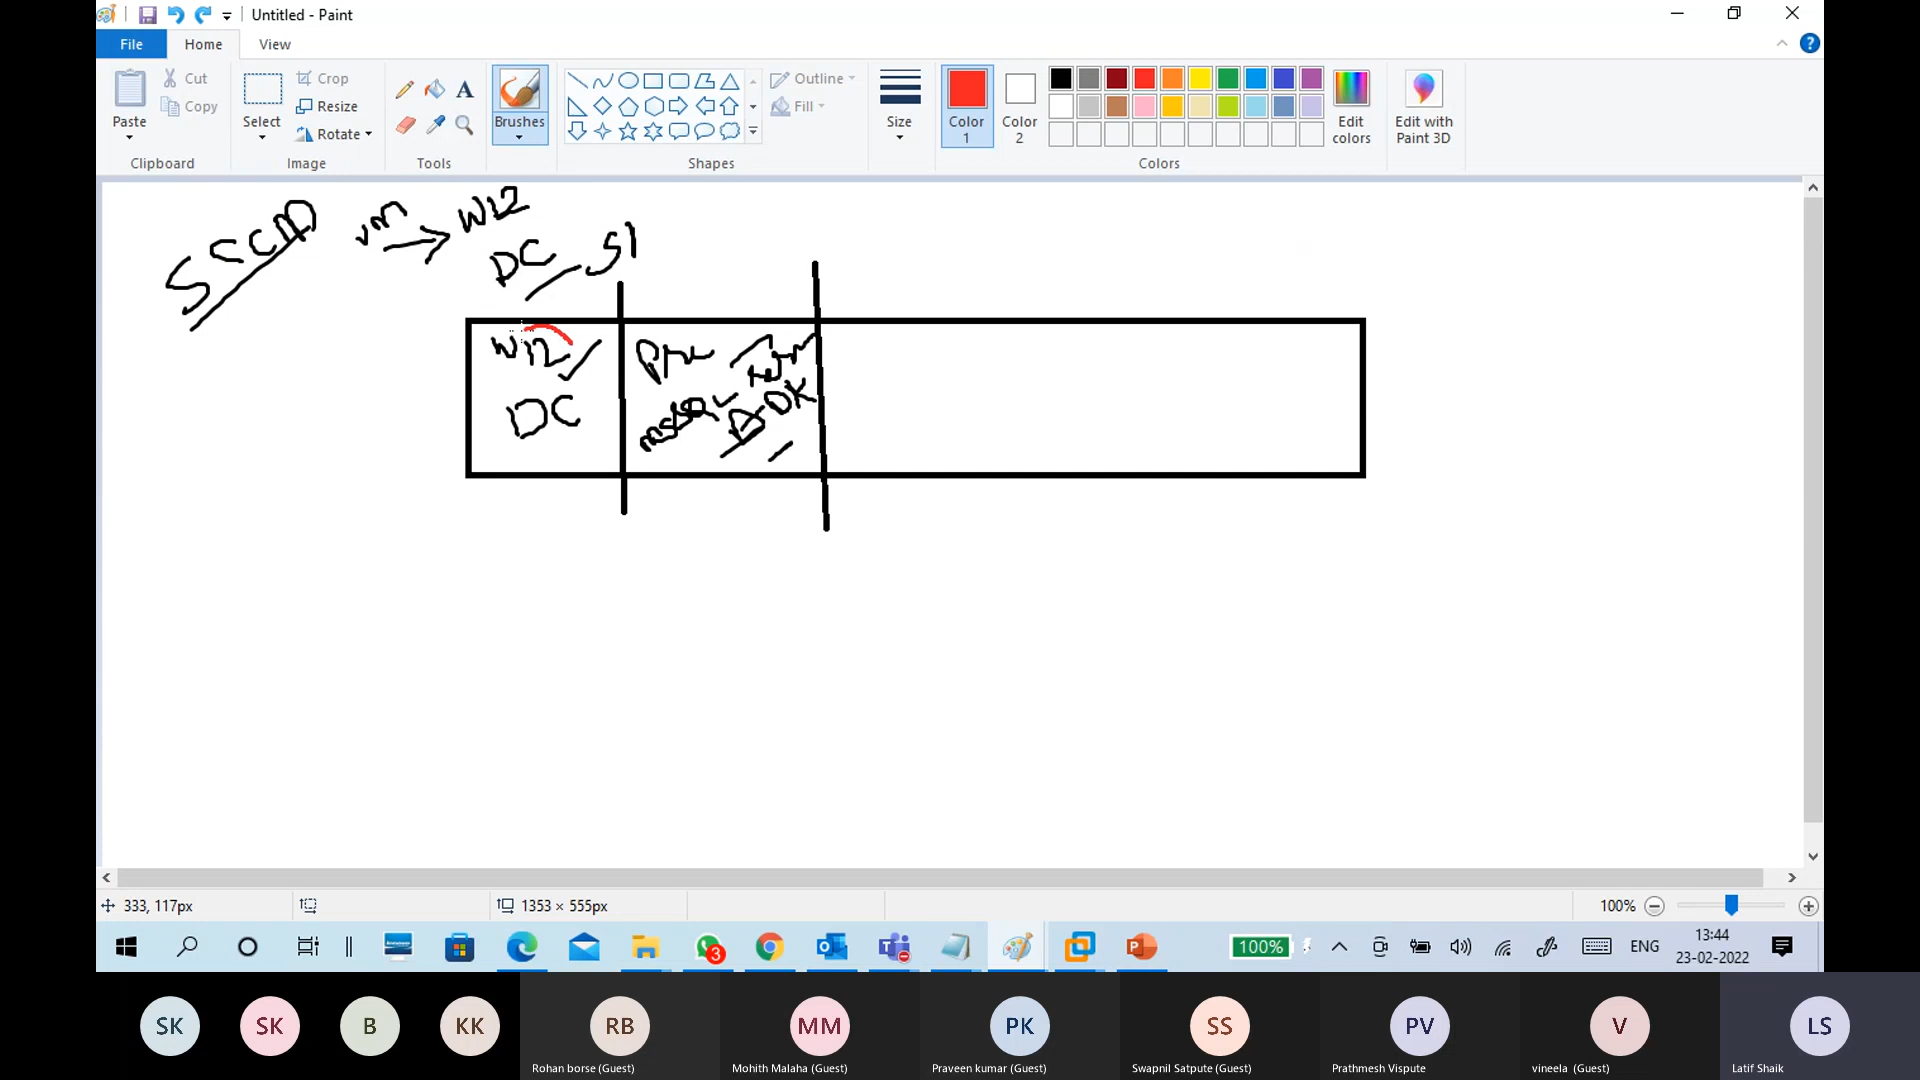 Untitled - Paint
File Home View
Cut
Copy
Paste
Clipboard
Crop
Resize
Rotate
Select
Image
Tools
Brushes
Outline
Fill
Shapes
Size
Color 1
Color 2
Edit colors
Colors
Edit with Paint 3D
SCCM
VM → W12
DC S1
W12
DC
OK
333, 117px
1353 × 555px
100%
100%
ENG
13:44
23-02-2022
3
SK SK B KK RB MM PK SS PV V LS
Rohan borse (Guest) Mohith Malaha (Guest) Praveen kumar (Guest) Swapnil Satpute (Guest) Prathmesh Vispute vineela (Guest) Latif Shaik